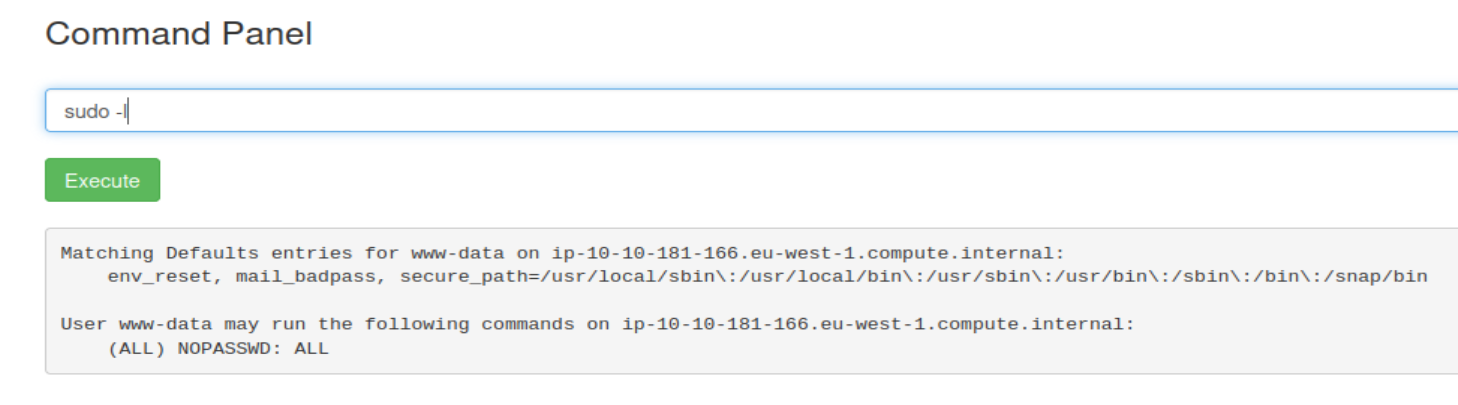 Command Panel
sudo -l
Execute
Matching Defaults entries for www-data on ip-10-10-181-166.eu-west-1.compute.internal:
    env_reset, mail_badpass, secure_path=/usr/local/sbin\:/usr/local/bin\:/usr/sbin\:/usr/bin\:/sbin\:/bin\:/snap/bin
User www-data may run the following commands on ip-10-10-181-166.eu-west-1.compute.internal:
    (ALL) NOPASSWD: ALL